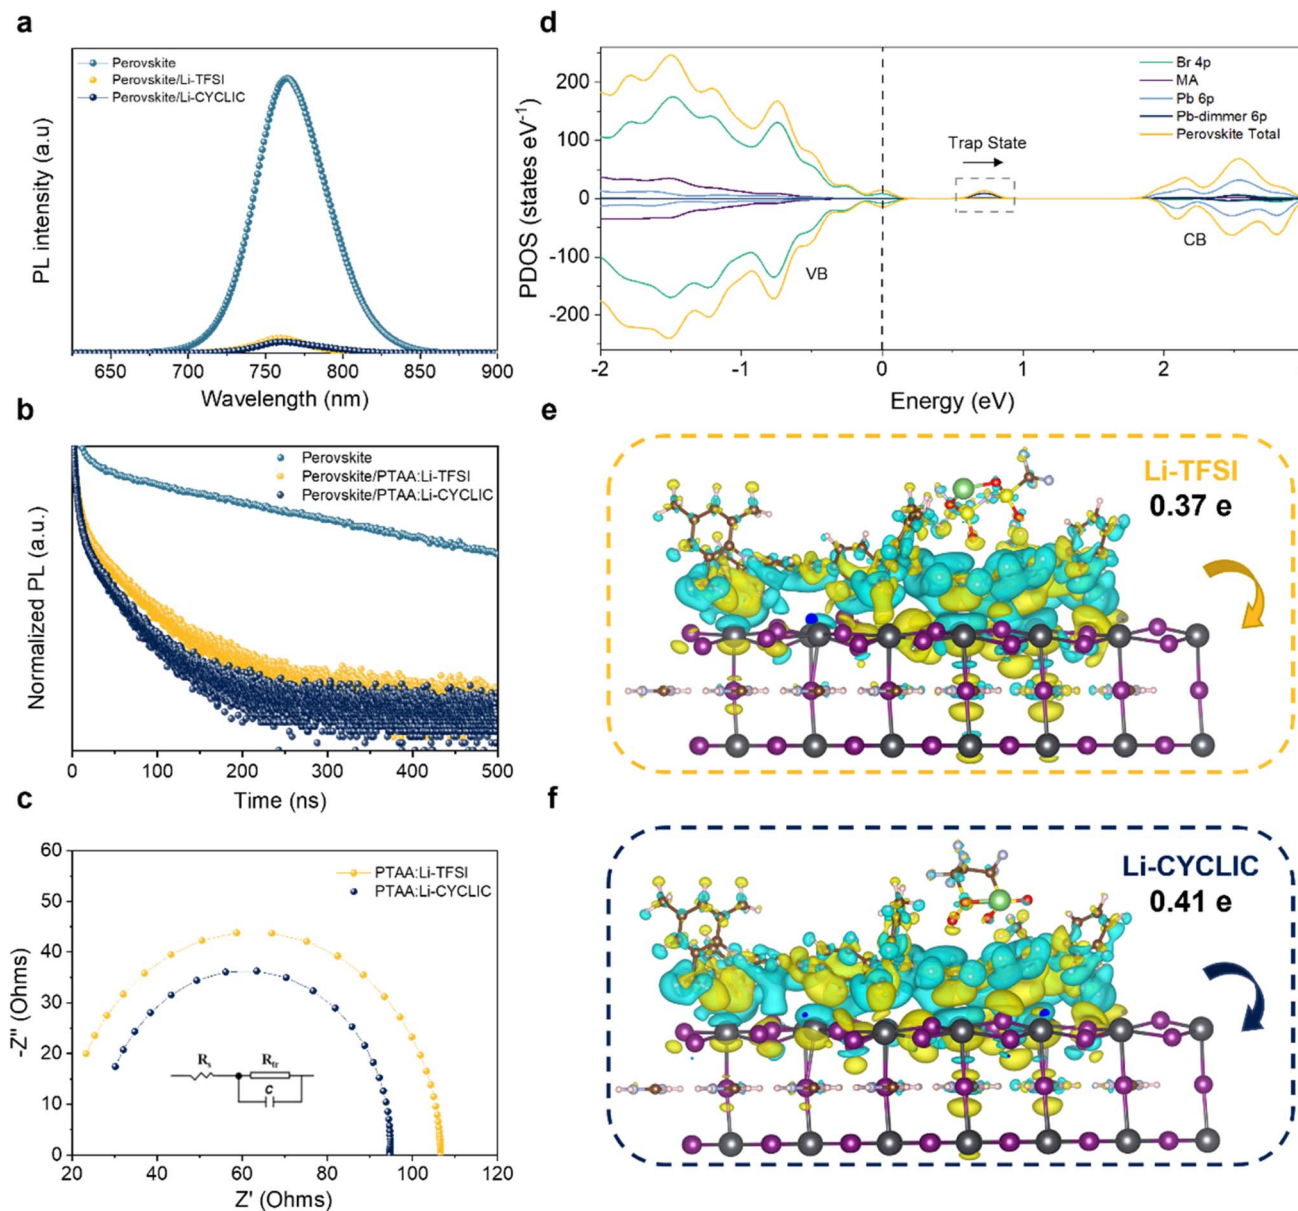 a
PL intensity (a.u)
Perovskite
Perovskite/Li-TFSI
Perovskite/Li-CYCLIC
650 700 750 800 850 900
Wavelength (nm)
b
Normalized PL (a.u.)
Perovskite
Perovskite/PTAA:Li-TFSI
Perovskite/PTAA:Li-CYCLIC
0 100 200 300 400 500
Time (ns)
c
-Z'' (Ohms)
60
50
40
30
20
10
0
PTAA:Li-TFSI
PTAA:Li-CYCLIC
Rs
Rtr
C
20 40 60 80 100 120
Z' (Ohms)
d
PDOS (states eV-1)
200
100
0
-100
-200
Br 4p
MA
Pb 6p
Pb-dimmer 6p
Perovskite Total
Trap State
VB
CB
-2 -1 0 1 2
Energy (eV)
e
Li-TFSI
0.37 e
f
Li-CYCLIC
0.41 e